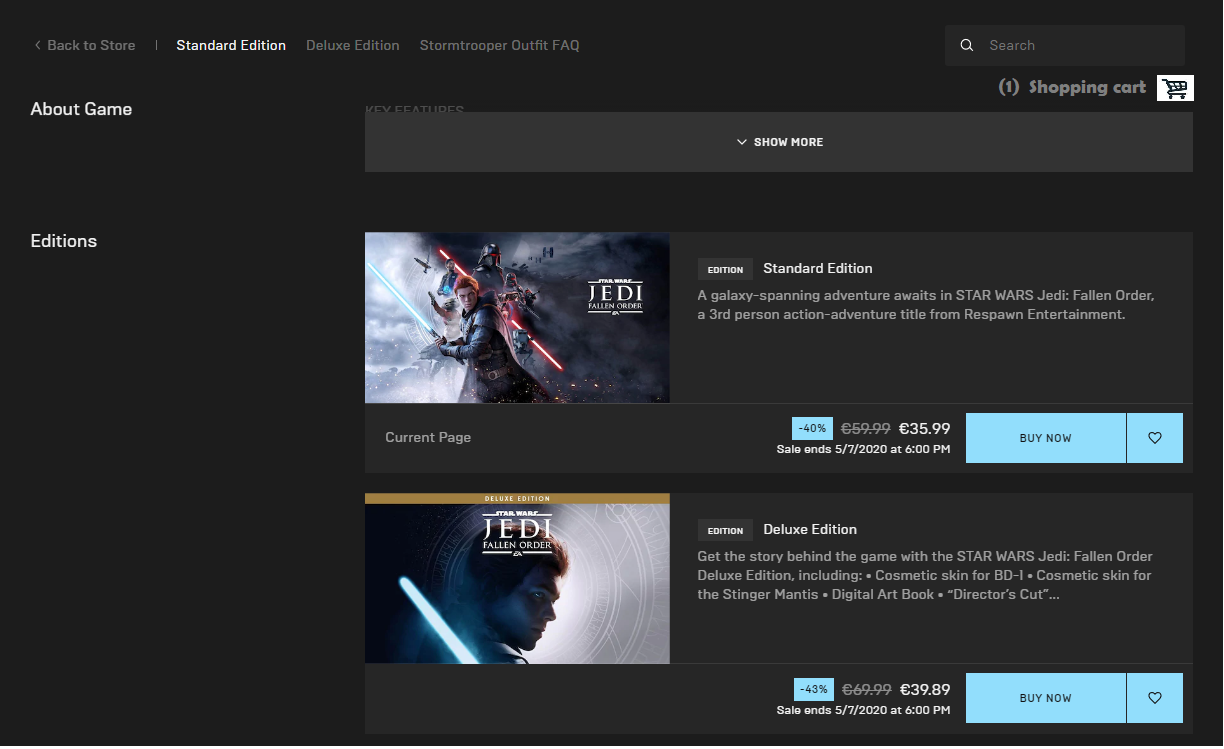 Back to Store | Standard Edition Deluxe Edition Stormtrooper Outfit FAQ Search
(1) Shopping cart
About Game
KEY FEATURES
SHOW MORE
Editions
STAR WARS
JEDI
FALLEN ORDER
EA
EDITION Standard Edition
A galaxy-spanning adventure awaits in STAR WARS Jedi: Fallen Order,
a 3rd person action-adventure title from Respawn Entertainment.
Current Page
-40% €59.99 €35.99
Sale ends 5/7/2020 at 6:00 PM
BUY NOW
DELUXE EDITION
STAR WARS
JEDI
FALLEN ORDER
EA
EDITION Deluxe Edition
Get the story behind the game with the STAR WARS Jedi: Fallen Order
Deluxe Edition, including: • Cosmetic skin for BD-1 • Cosmetic skin for
the Stinger Mantis • Digital Art Book • “Director's Cut”...
-43% €69.99 €39.89
Sale ends 5/7/2020 at 6:00 PM
BUY NOW